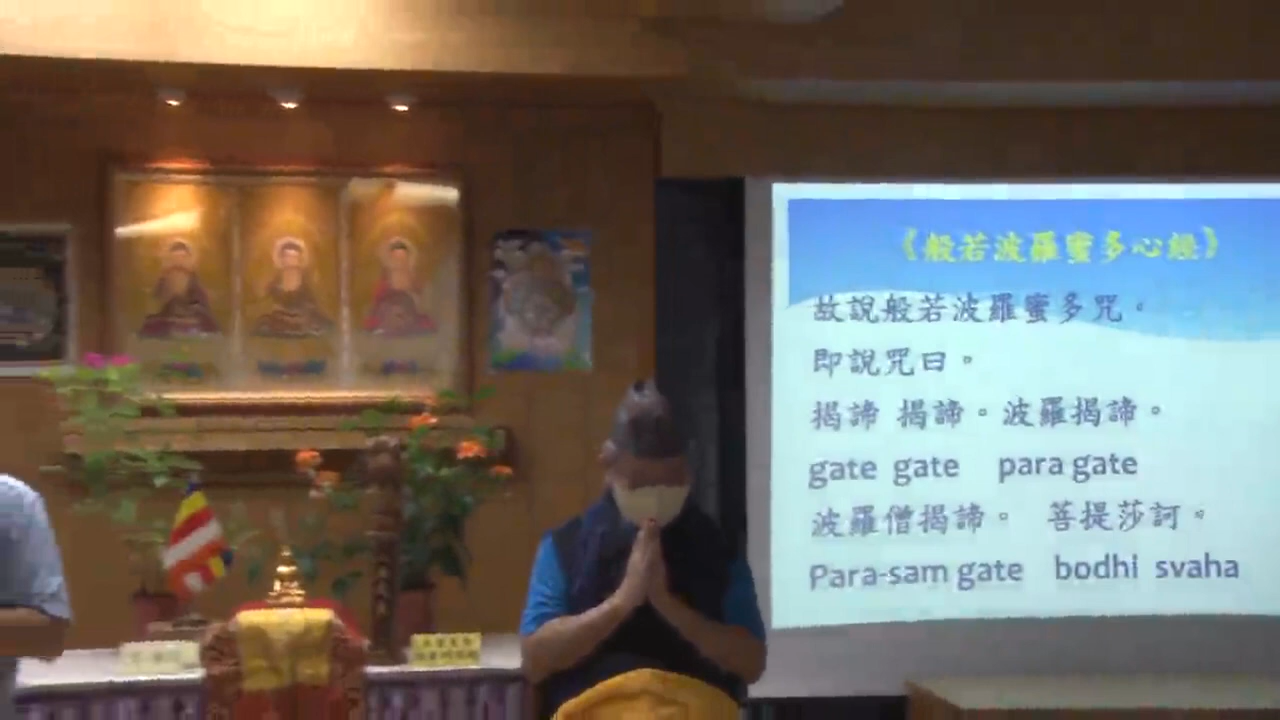 《般若波羅蜜多心經》
故說般若波羅蜜多咒。
即說咒曰。
揭諦 揭諦。波羅揭諦。
gate gate para gate
波羅僧揭諦。 菩提莎訶。
Para-sam gate bodhi svaha